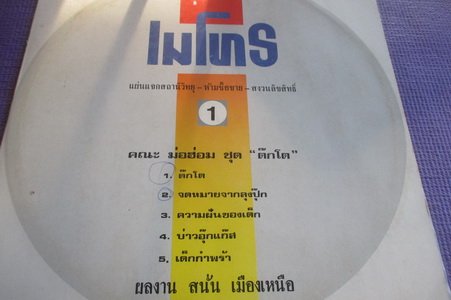 ไมโทร
แผ่นแจกสถานีวิทยุ - ห้ามซื้อขาย - สงวนลิขสิทธิ์
1
คณะ ม่อฮ่อม ชุด "ต๊กโต"
1. ต๊กโต
2. จดหมายจากลุงปุ๊ก
3. ความฝันของเด็ก
4. บ่าวอุ๊กแก๊ส
5. เด็กกำพร้า
ผลงาน สนั่น เมืองเหนือ